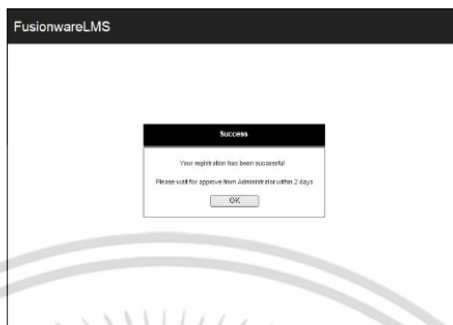 FusionwareLMS
Success
Your registration has been successful
Please wait for approve from Administrator within 2 days
OK